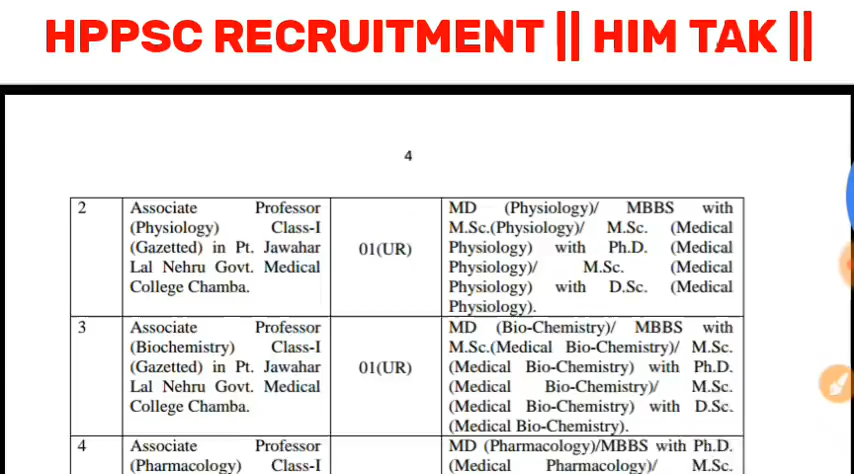 HPPSC RECRUITMENT || HIM TAK ||
4
2
Associate Professor
(Physiology) Class-I
(Gazetted) in Pt. Jawahar
Lal Nehru Govt. Medical
College Chamba.
01(UR)
MD (Physiology)/ MBBS with
M.Sc.(Physiology)/ M.Sc. (Medical
Physiology) with Ph.D. (Medical
Physiology)/ M.Sc. (Medical
Physiology) with D.Sc. (Medical
Physiology).
3
Associate Professor
(Biochemistry) Class-I
(Gazetted) in Pt. Jawahar
Lal Nehru Govt. Medical
College Chamba.
01(UR)
MD (Bio-Chemistry)/ MBBS with
M.Sc.(Medical Bio-Chemistry)/ M.Sc.
(Medical Bio-Chemistry) with Ph.D.
(Medical Bio-Chemistry)/ M.Sc.
(Medical Bio-Chemistry) with D.Sc.
(Medical Bio-Chemistry).
4
Associate Professor
(Pharmacology) Class-I
MD (Pharmacology)/MBBS with Ph.D.
(Medical Pharmacology)/ M.Sc.